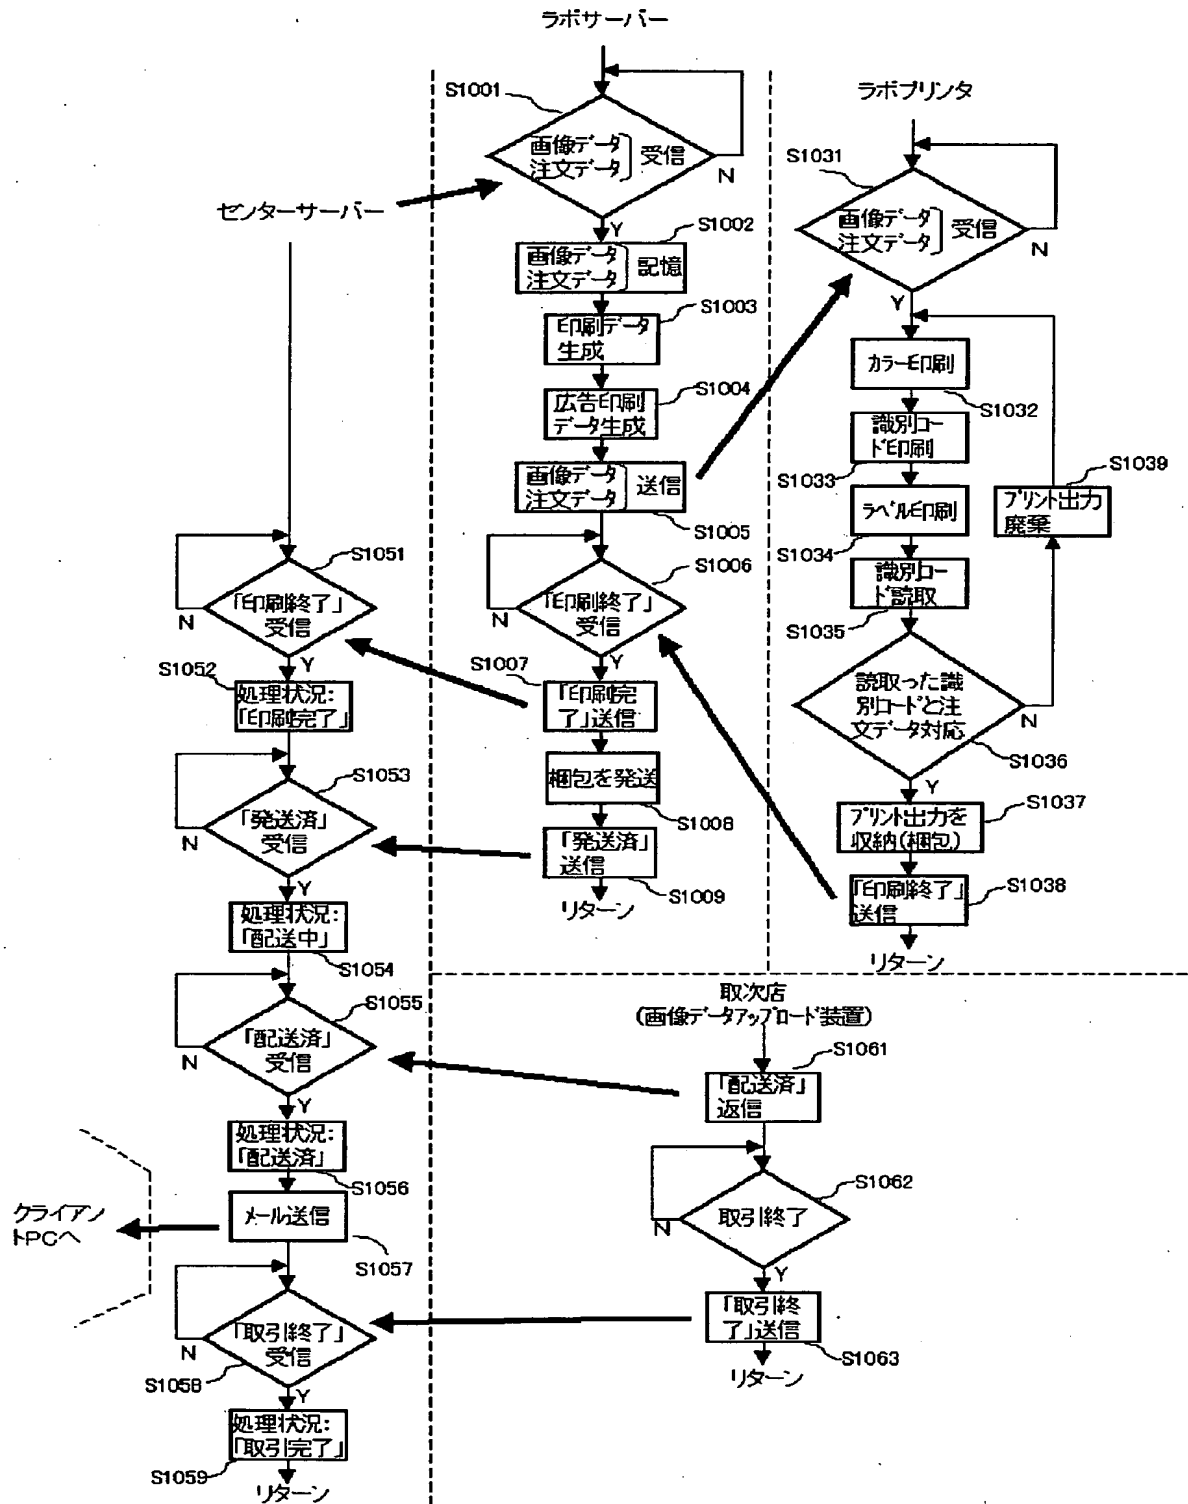 ラボサーバー
S1001
画像データ
注文データ
受信
N
Y
S1002
画像データ
注文データ
記憶
S1003
印刷データ
生成
S1004
広告印刷
データ生成
画像データ
注文データ
送信
S1005
S1006
「印刷終了」
受信
N
Y
S1007
「印刷完
了」送信
梱包を発送
S1008
「発送済」
送信
S1009
リターン
ラボプリンタ
S1031
画像データ
注文データ
受信
N
Y
カラー印刷
S1032
識別コー
ド印刷
S1033
ラベル印刷
S1034
識別コー
ド読取
S1035
読取った識
別コードと注
文データ対応
N
S1036
Y
S1039
プリント出力
廃棄
S1037
プリント出力を
収納(梱包)
S1038
「印刷終了」
送信
リターン
センターサーバー
S1051
「印刷終了」
受信
N
Y
S1052
処理状況:
「印刷完了」
S1053
「発送済」
受信
N
Y
処理状況:
「配送中」
S1054
S1055
「配送済」
受信
N
Y
処理状況:
「配送済」
S1056
メール送信
S1057
クライアン
トPCへ
「取引終了」
受信
N
S1058
Y
処理状況:
「取引完了」
S1059
リターン
取次店
(画像データアップロード装置)
S1061
「配送済」
返信
S1062
取引終了
N
Y
「取引終
了」送信
S1063
リターン